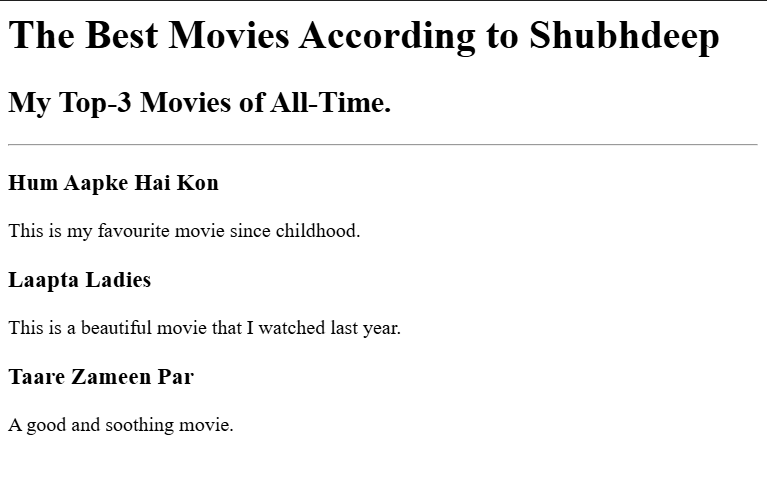 The Best Movies According to Shubhdeep
My Top-3 Movies of All-Time.
Hum Aapke Hai Kon
This is my favourite movie since childhood.
Laapta Ladies
This is a beautiful movie that I watched last year.
Taare Zameen Par
A good and soothing movie.